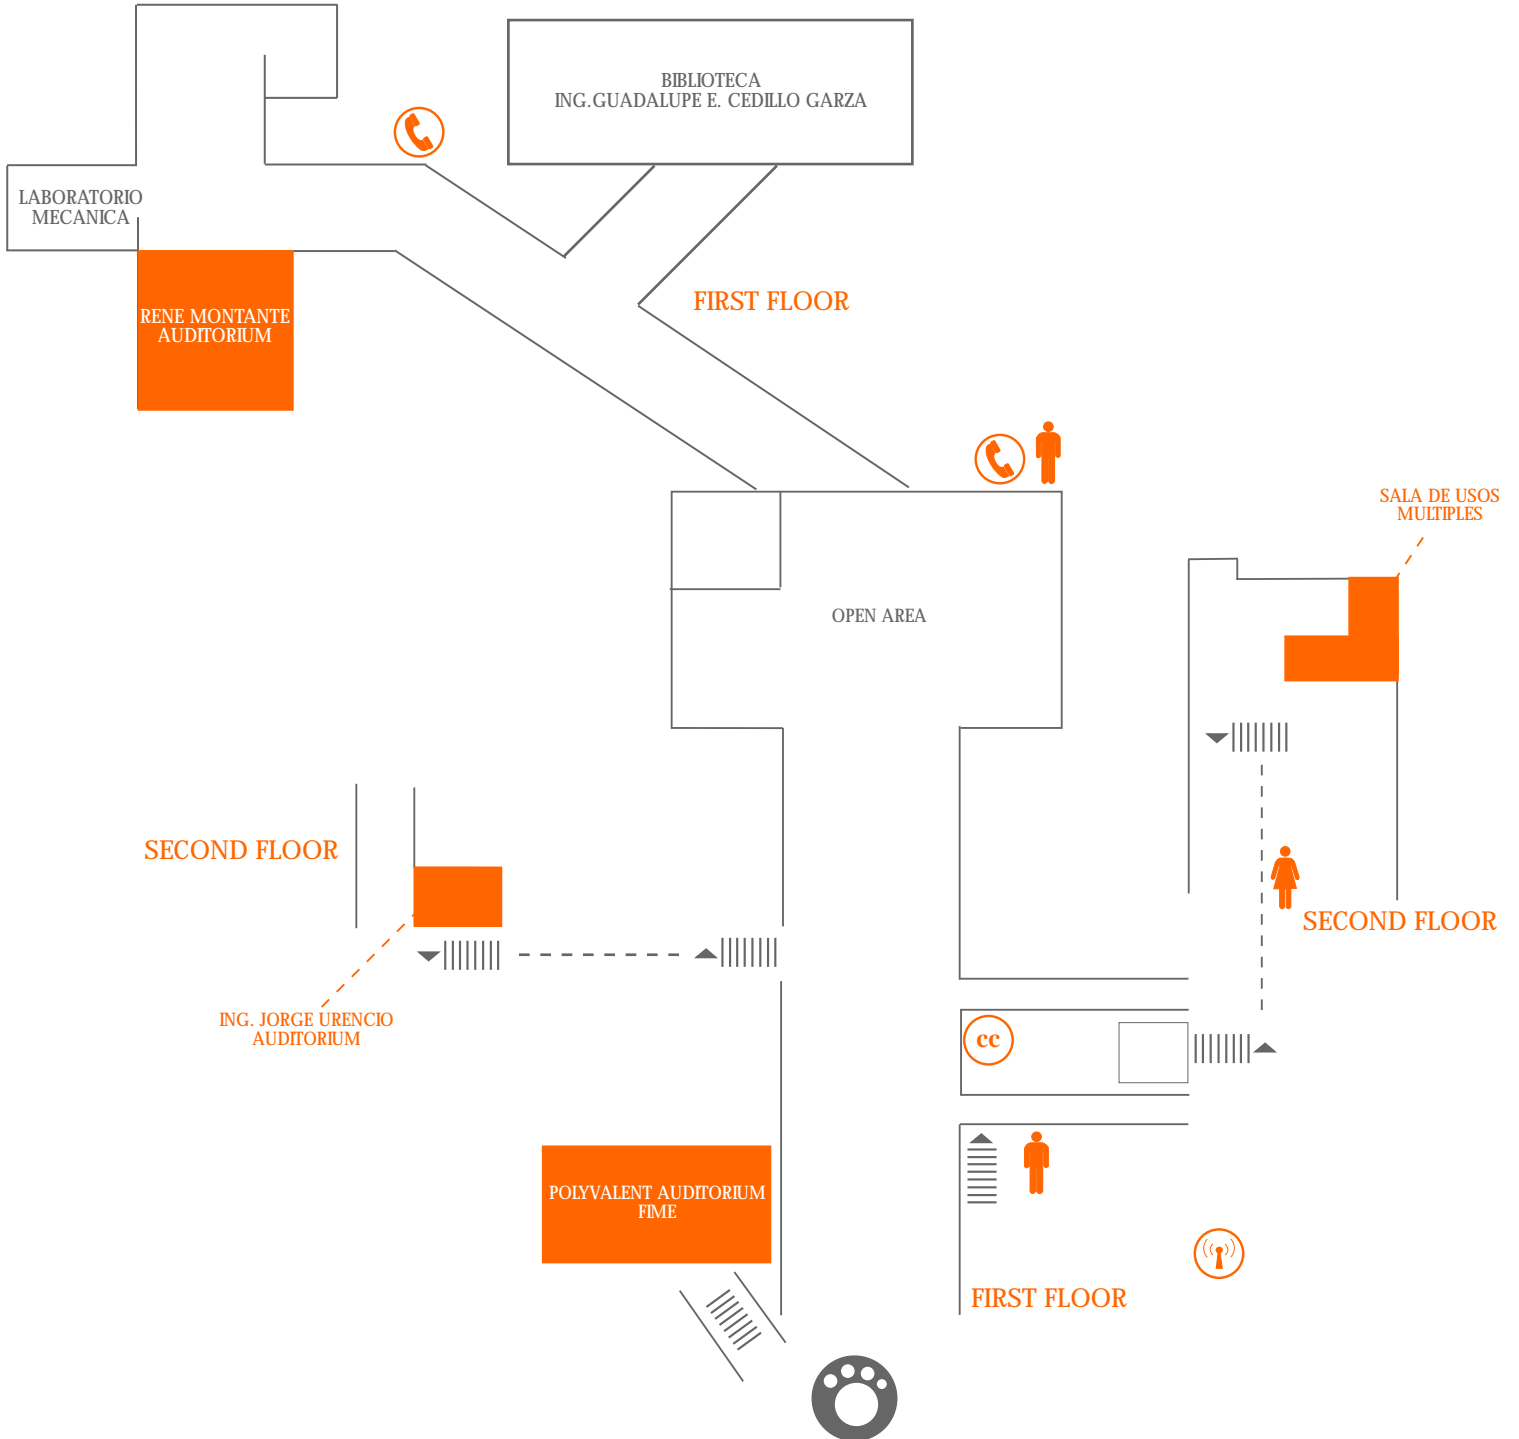 BIBLIOTECA
ING.GUADALUPE E. CEDILLO GARZA
LABORATORIO
MECANICA
RENE MONTANTE
AUDITORIUM
FIRST FLOOR
SALA DE USOS
MULTIPLES
OPEN AREA
SECOND FLOOR
SECOND FLOOR
ING. JORGE URENCIO
AUDITORIUM
cc
POLYVALENT AUDITORIUM
FIME
FIRST FLOOR